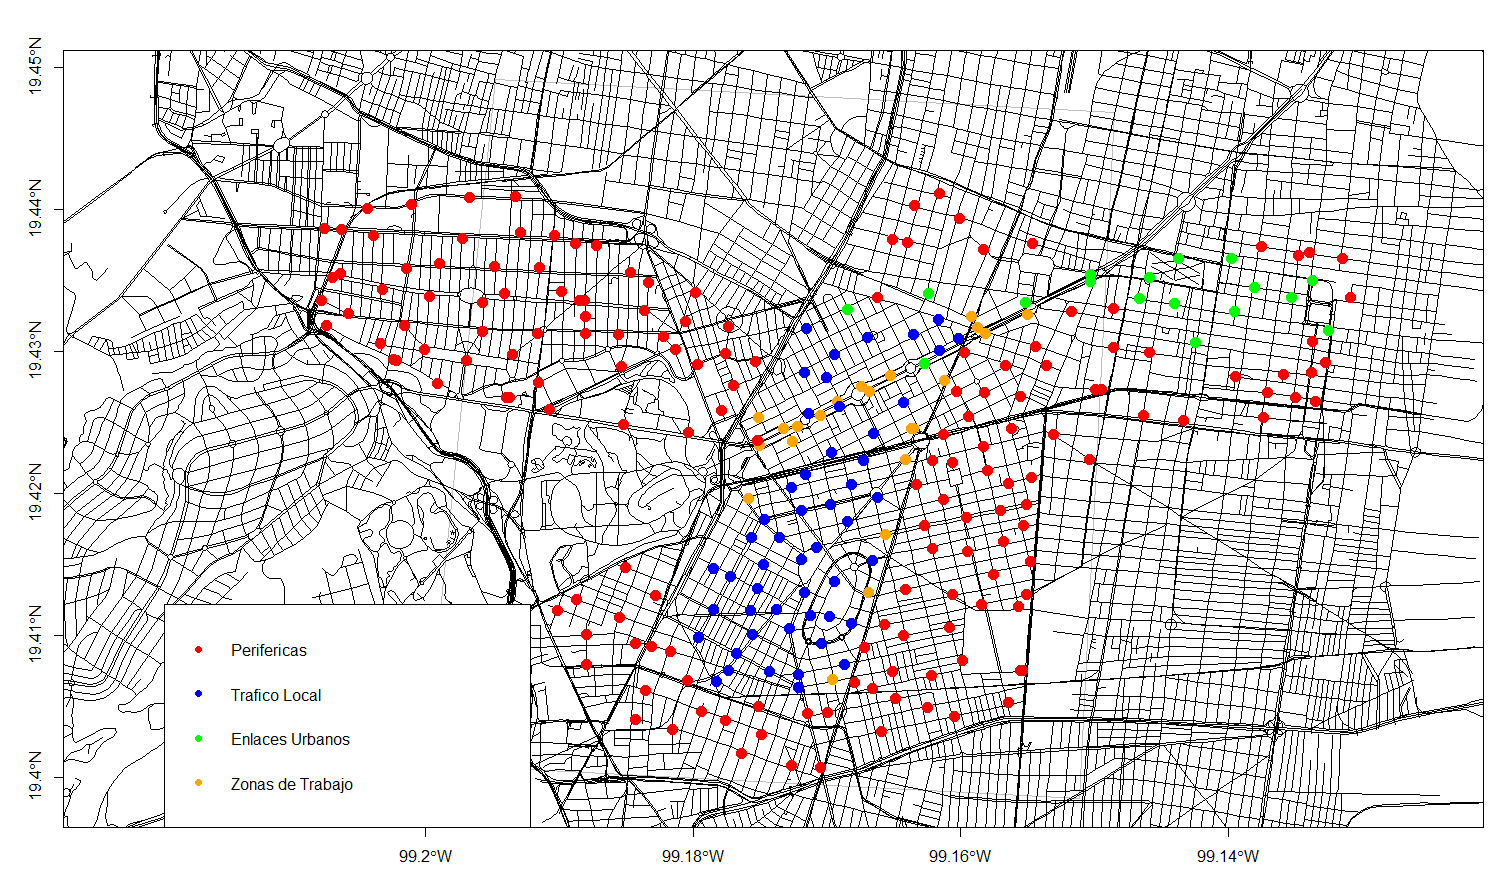 19.45°N
19.44°N
19.43°N
19.42°N
19.41°N
19.4°N
Perifericas
Trafico Local
Enlaces Urbanos
Zonas de Trabajo
99.2°W
99.18°W
99.16°W
99.14°W